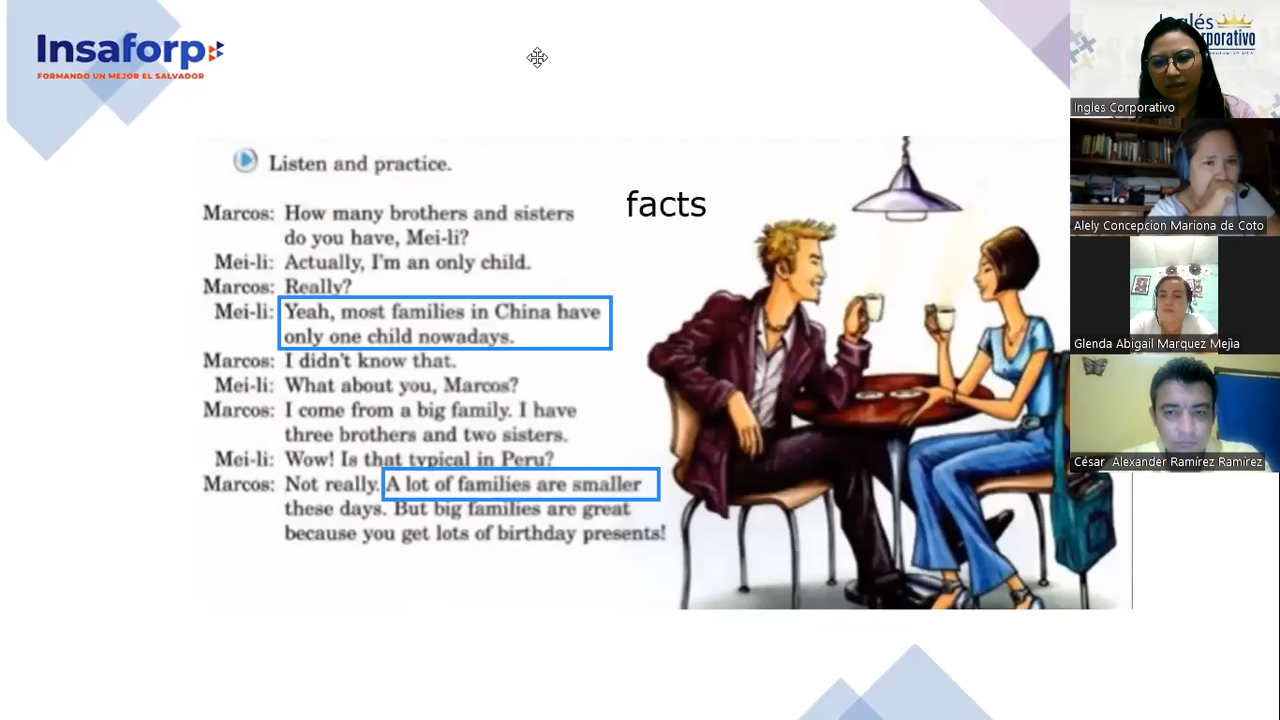 Insaforp
FORMANDO UN MEJOR EL SALVADOR
Listen and practice.
facts
Marcos: How many brothers and sisters
do you have, Mei-li?
Mei-li: Actually, I'm an only child.
Marcos: Really?
Mei-li: Yeah, most families in China have
only one child nowadays.
Marcos: I didn't know that.
Mei-li: What about you, Marcos?
Marcos: I come from a big family. I have
three brothers and two sisters.
Mei-li: Wow! Is that typical in Peru?
Marcos: Not really. A lot of families are smaller
these days. But big families are great
because you get lots of birthday presents!
Inglés
Ingles Corporativo
Alely Concepcion Mariona de Coto
Glenda Abigail Marquez Mejia
César Alexander Ramírez Ramírez